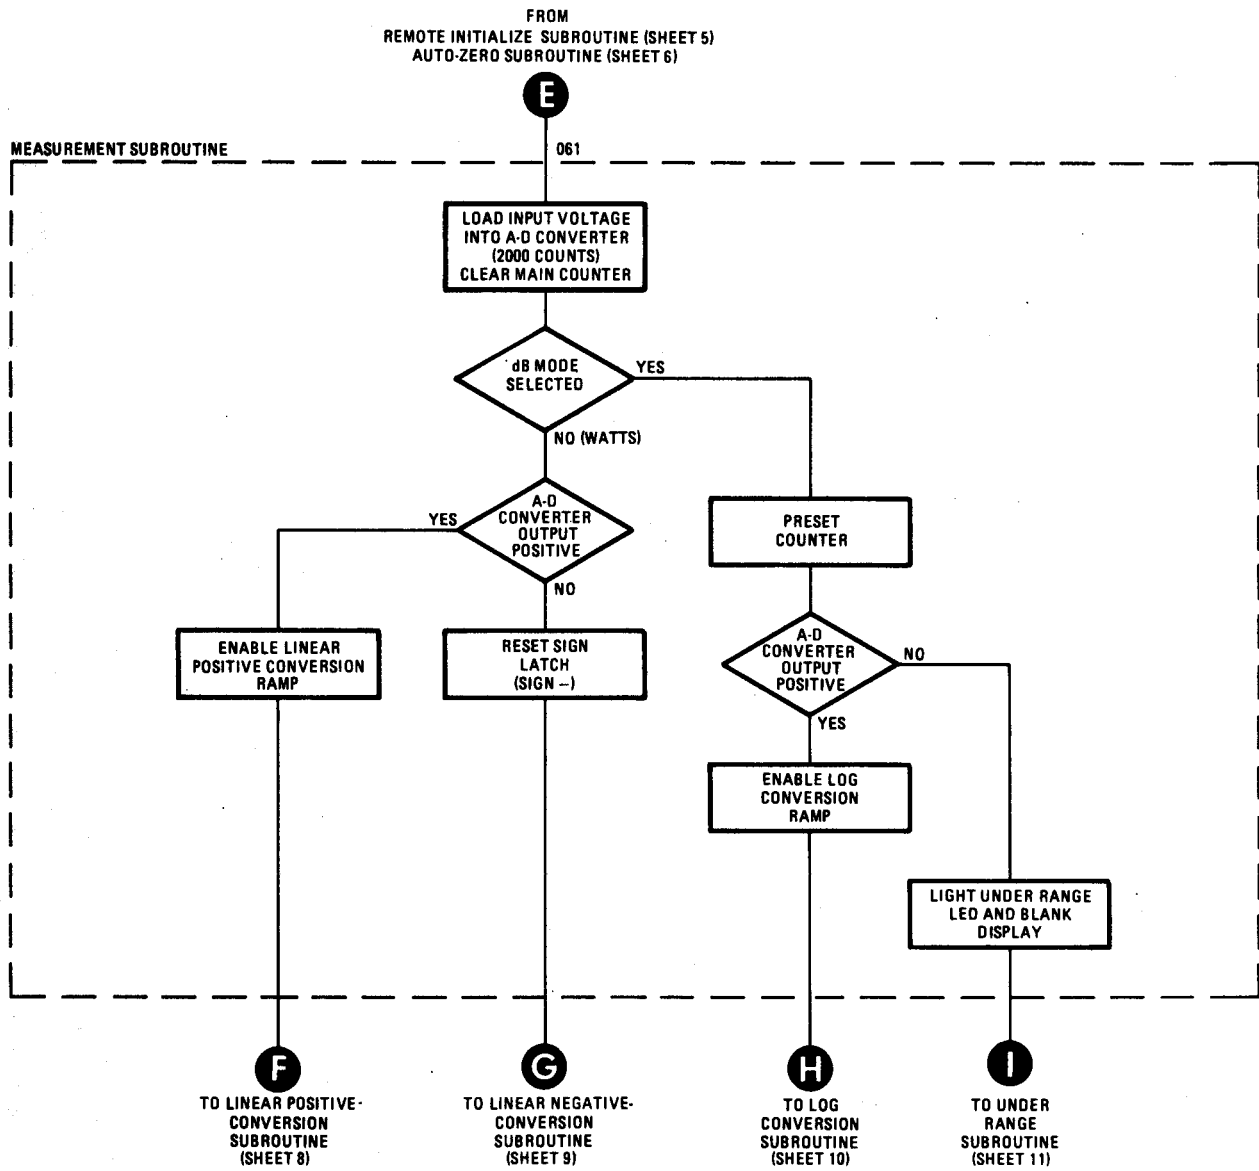 FROM
REMOTE INITIALIZE SUBROUTINE (SHEET 5)
AUTO-ZERO SUBROUTINE (SHEET 6)
E
MEASUREMENT SUBROUTINE
061
LOAD INPUT VOLTAGE
INTO A-D CONVERTER
(2000 COUNTS)
CLEAR MAIN COUNTER
dB MODE
SELECTED
YES
NO (WATTS)
A-D
CONVERTER
OUTPUT
POSITIVE
YES
NO
PRESET
COUNTER
ENABLE LINEAR
POSITIVE CONVERSION
RAMP
RESET SIGN
LATCH
(SIGN –)
A-D
CONVERTER
OUTPUT
POSITIVE
NO
YES
ENABLE LOG
CONVERSION
RAMP
LIGHT UNDER RANGE
LED AND BLANK
DISPLAY
F
TO LINEAR POSITIVE-
CONVERSION
SUBROUTINE
(SHEET 8)
G
TO LINEAR NEGATIVE-
CONVERSION
SUBROUTINE
(SHEET 9)
H
TO LOG
CONVERSION
SUBROUTINE
(SHEET 10)
I
TO UNDER
RANGE
SUBROUTINE
(SHEET 11)